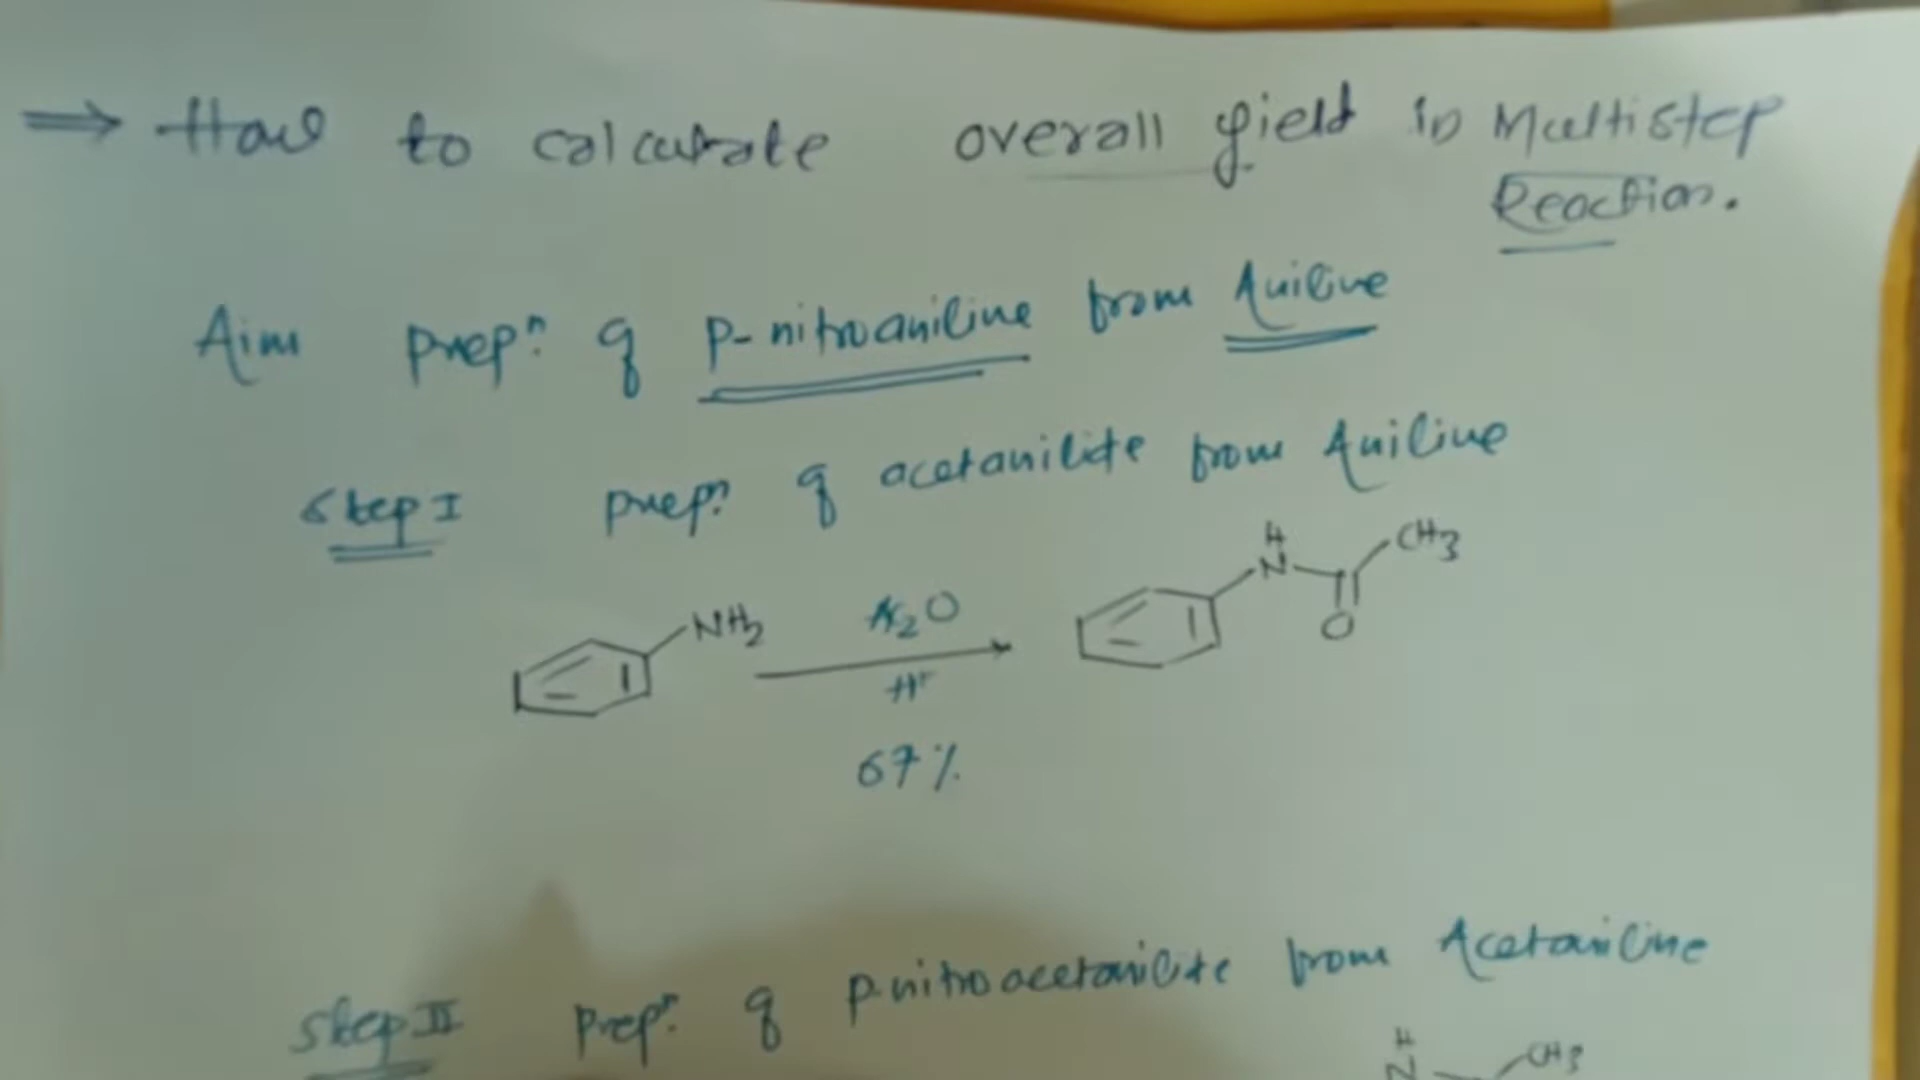 ⇒ How to calculate overall yield in Multistep
Reaction.
Aim prepⁿ of p-nitroaniline from Aniline
Step I prepⁿ of acetanilide from Aniline
H
N CH3
O
NH2
Ac2O
H⁺
67%
Step II prepⁿ of p-nitroacetanilide from Acetaniline
H
N CH3